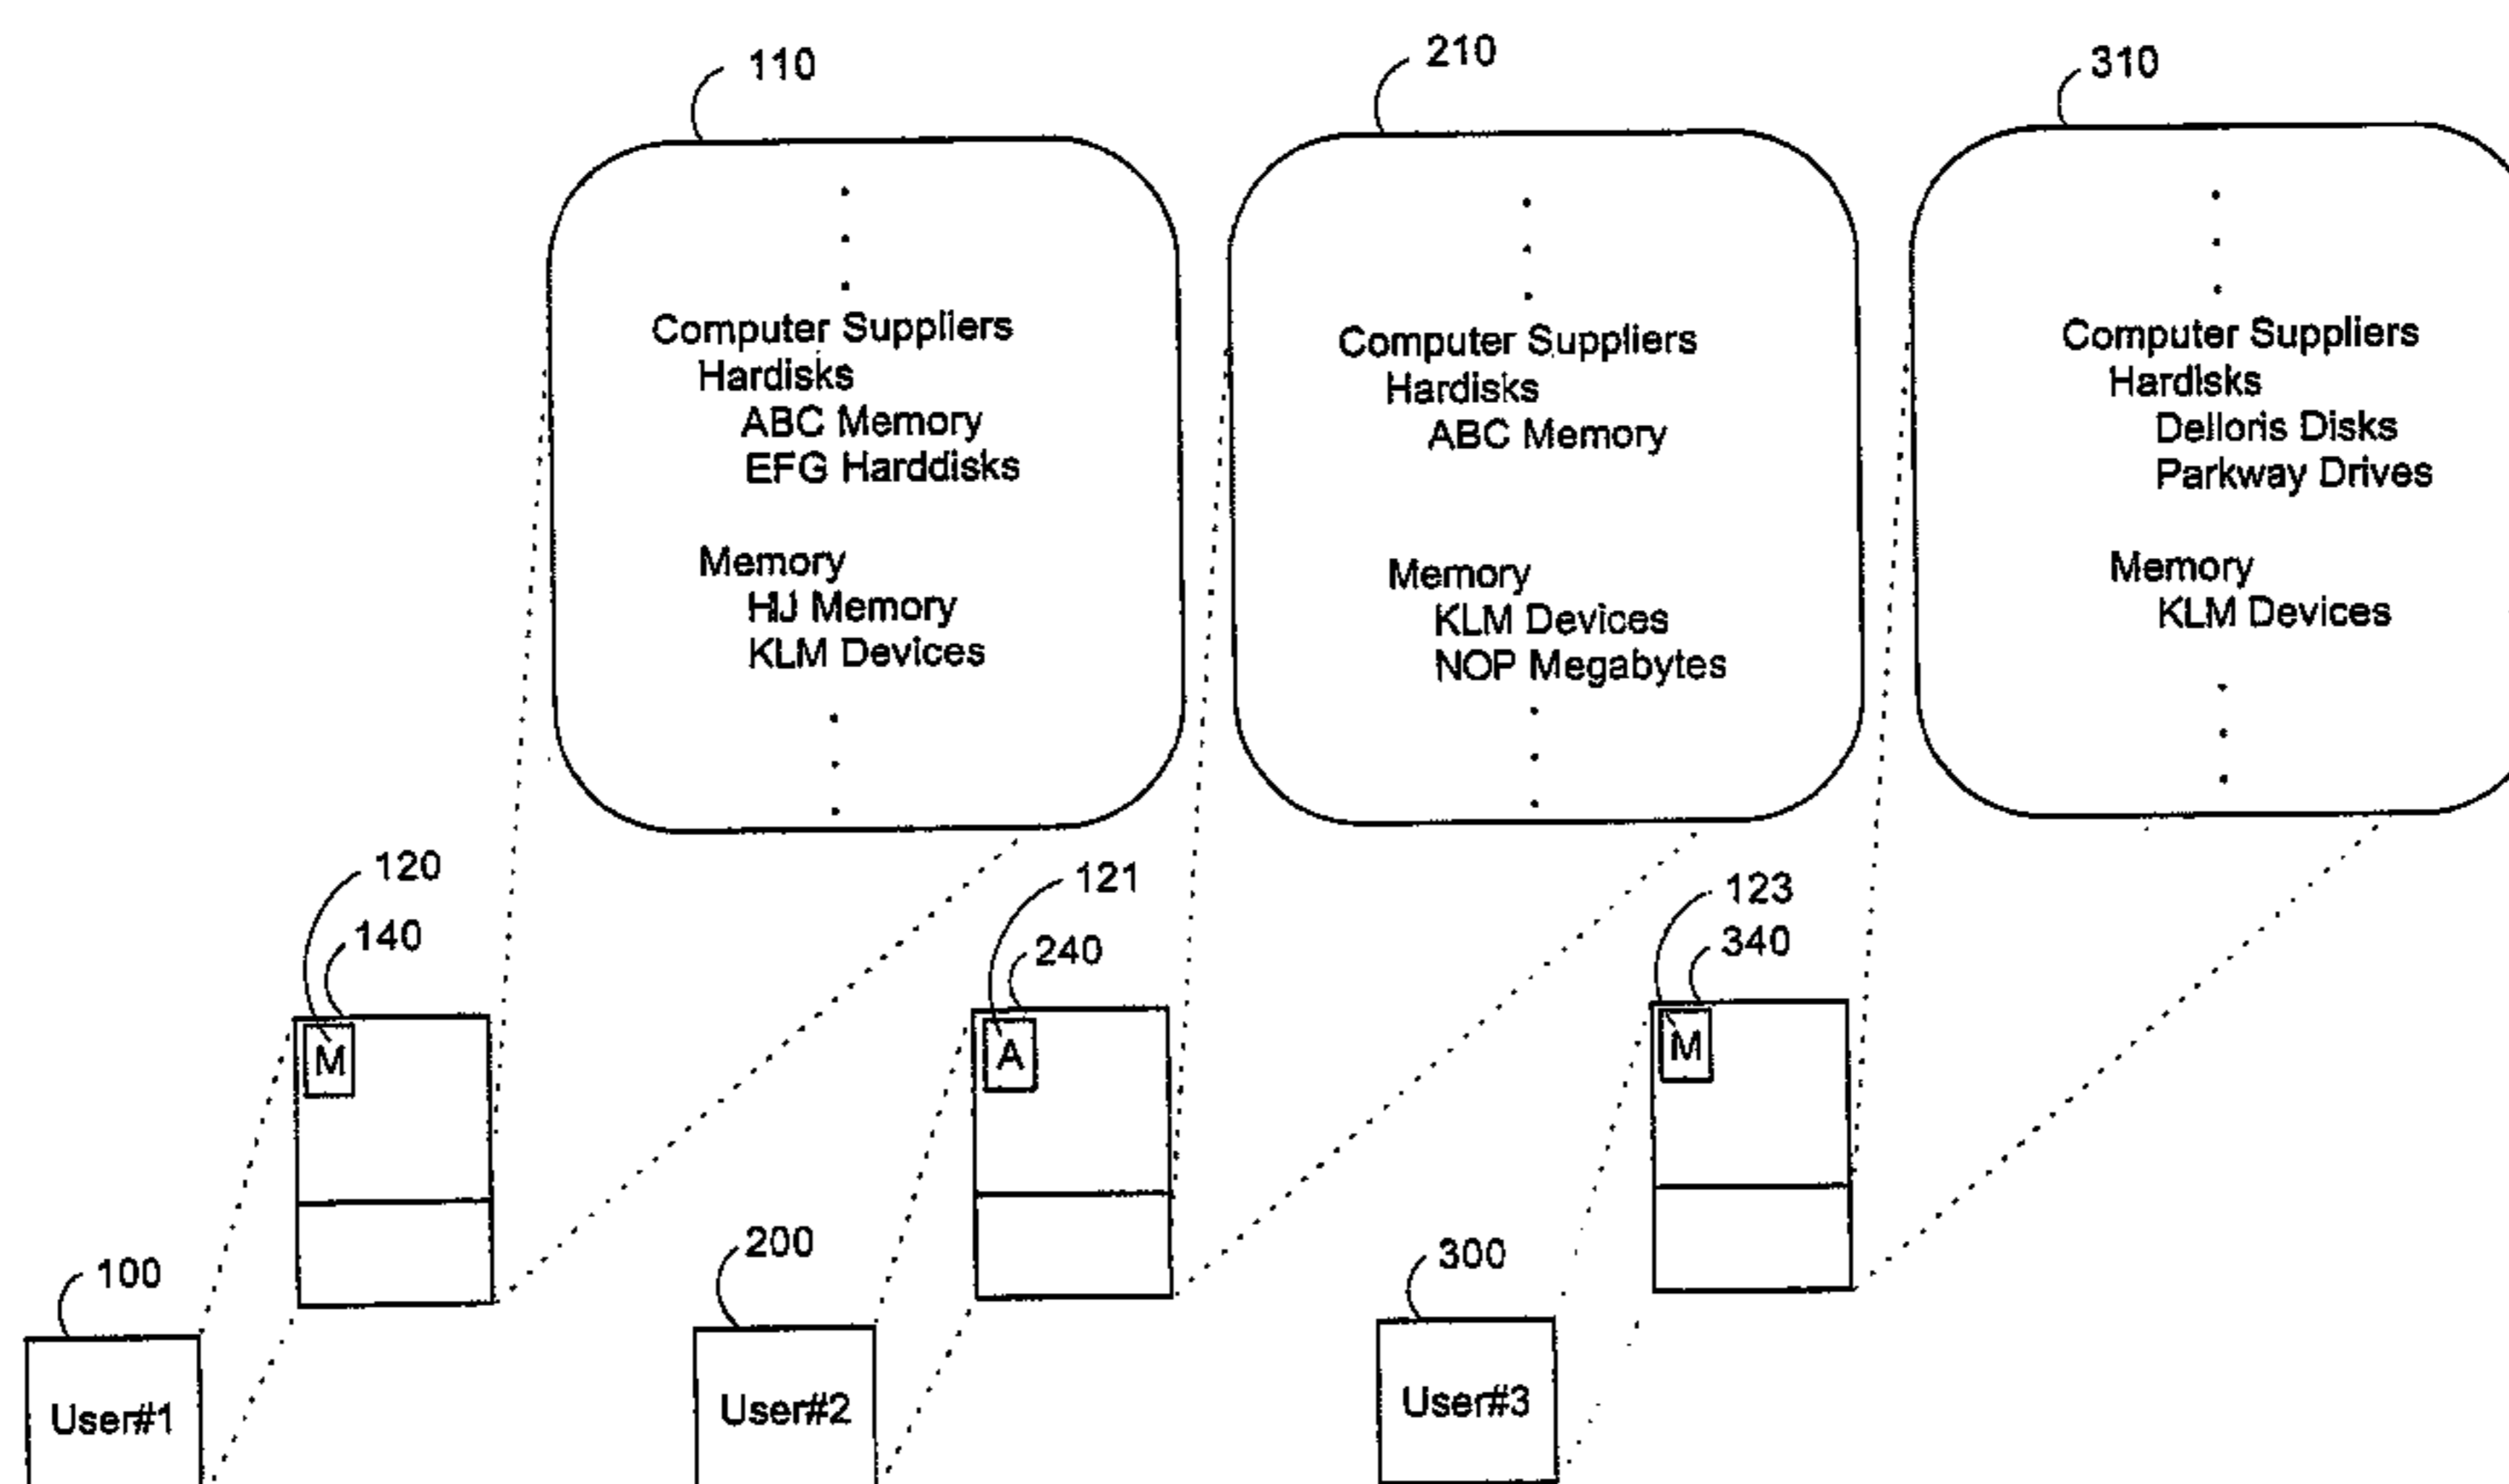 110
Computer Suppliers
Hardisks
ABC Memory
EFG Harddisks
Memory
HIJ Memory
KLM Devices
210
Computer Suppliers
Hardisks
ABC Memory
Memory
KLM Devices
NOP Megabytes
310
Computer Suppliers
Hardisks
Delloris Disks
Parkway Drives
Memory
KLM Devices
120
140
M
121
240
A
123
340
M
100
User#1
200
User#2
300
User#3